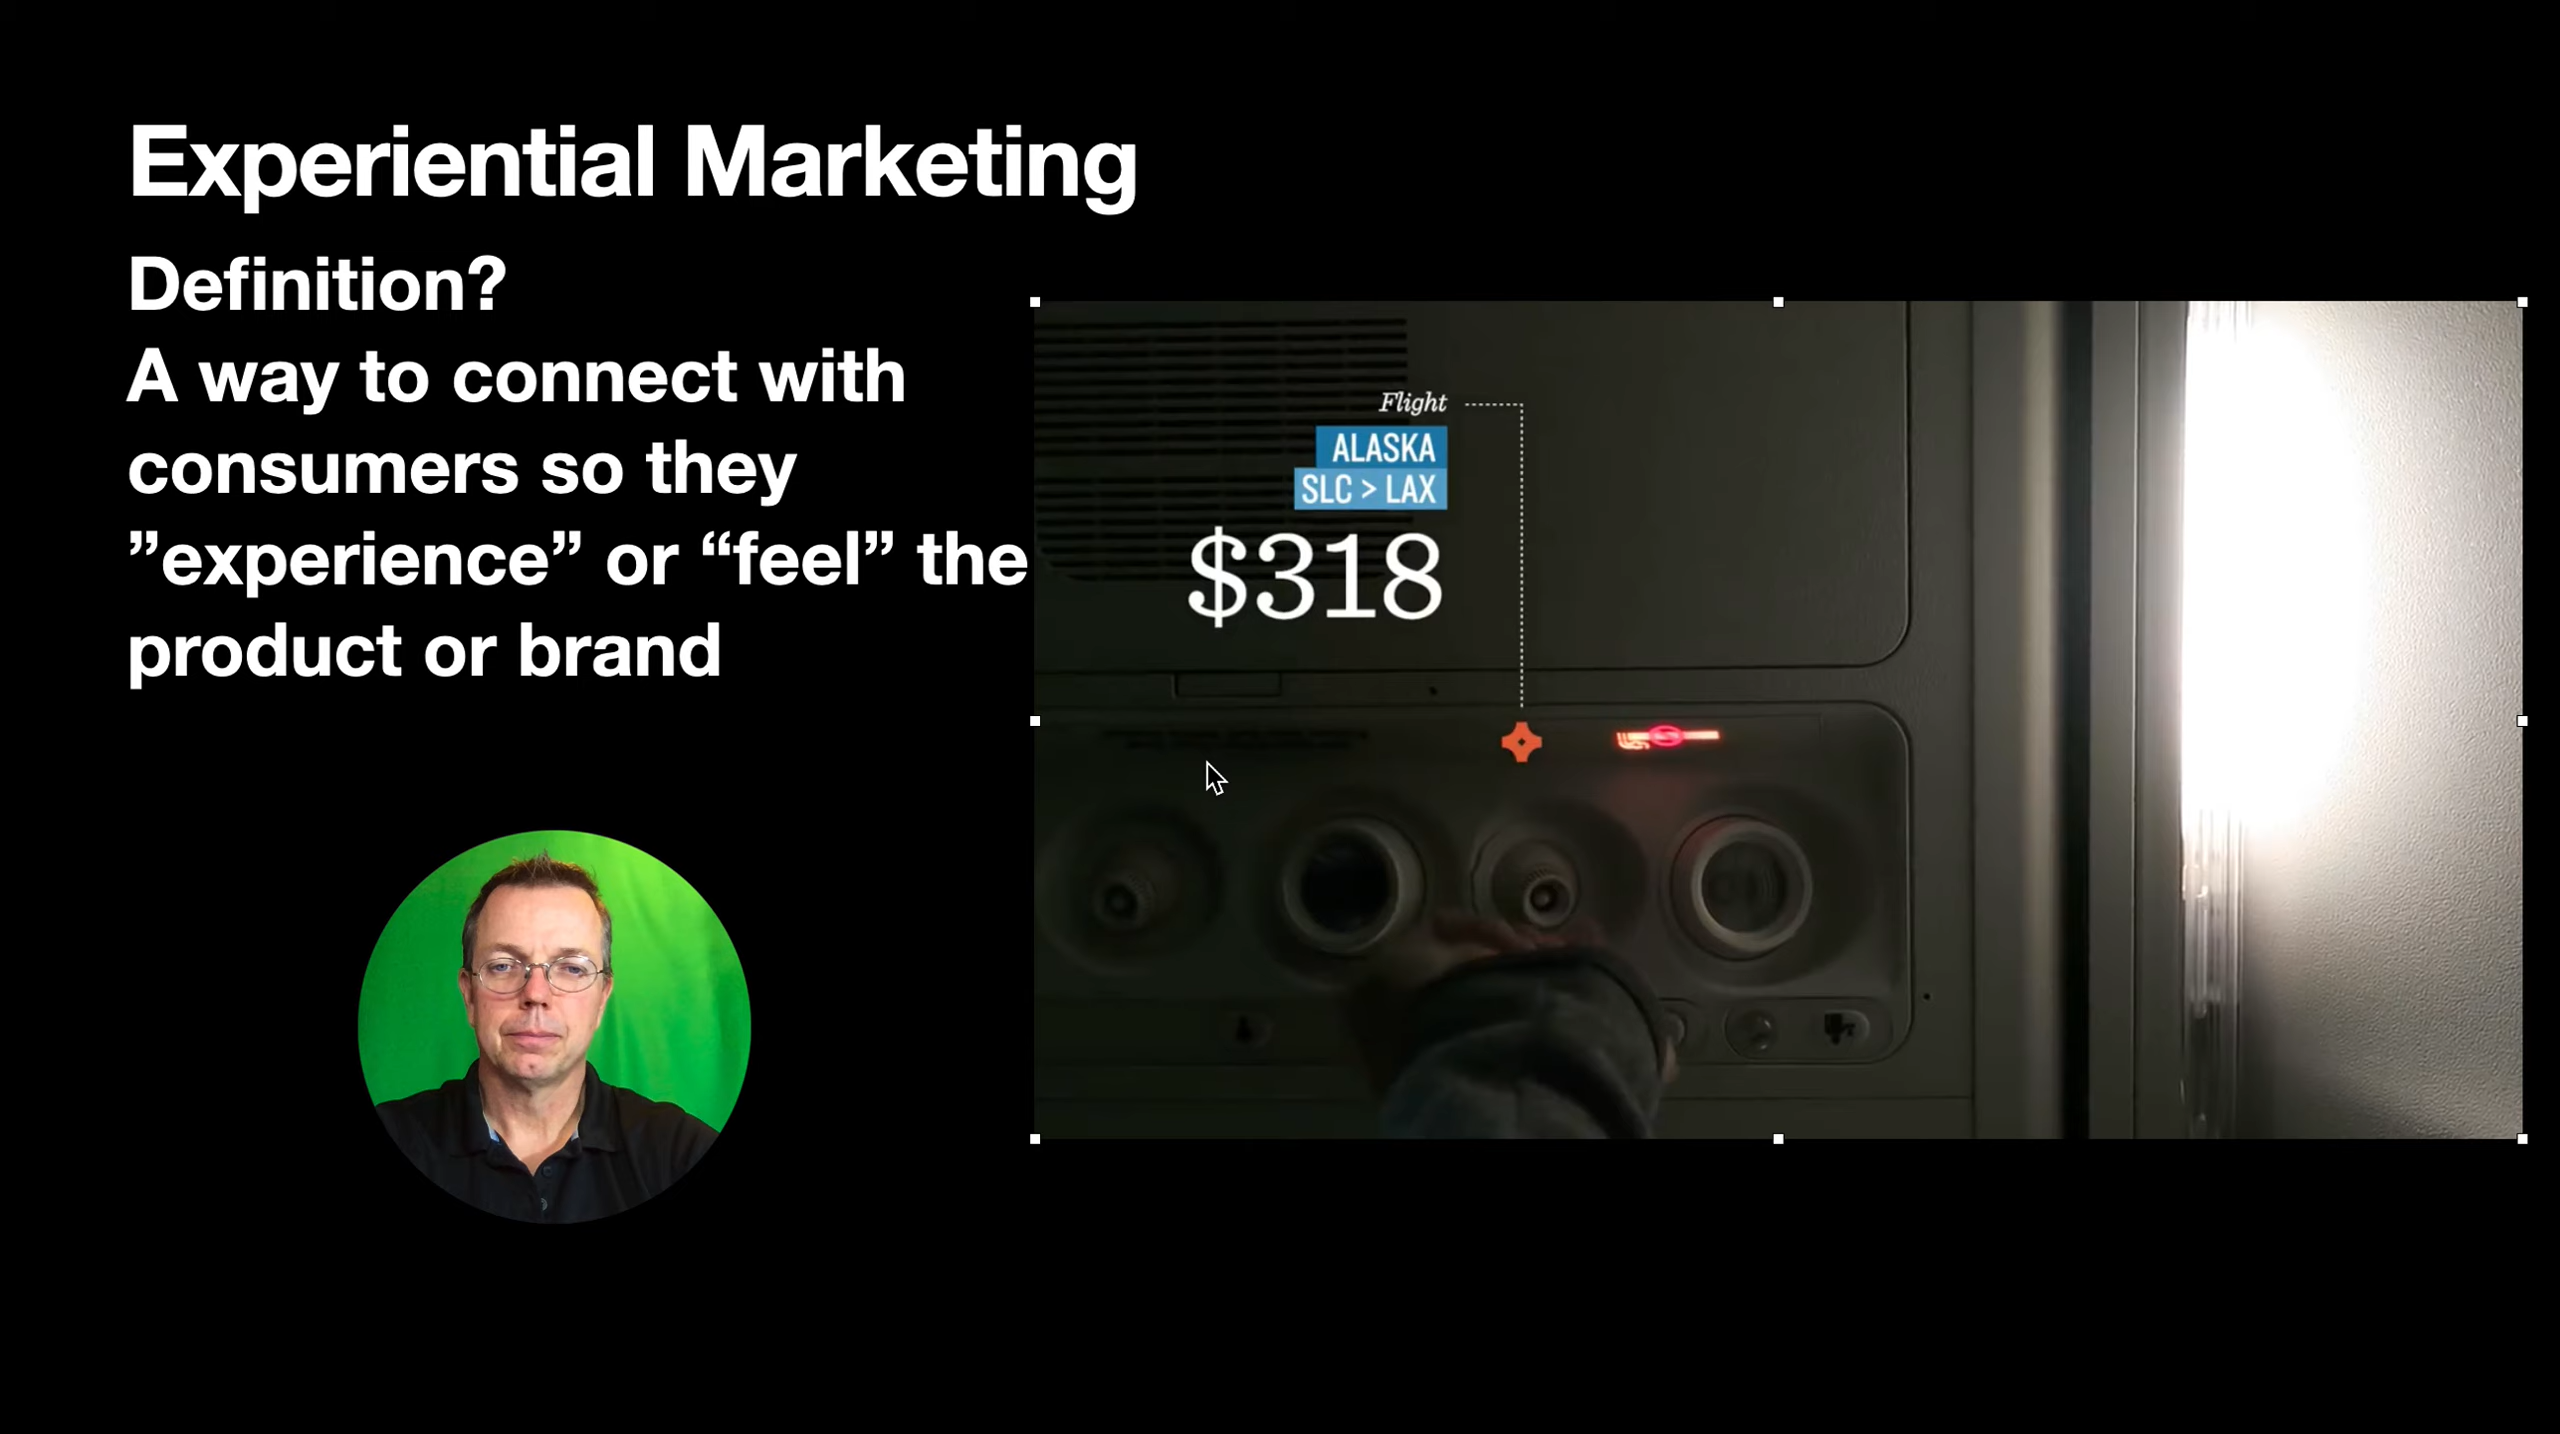 Experiential Marketing
Definition?
A way to connect with
consumers so they
”experience” or “feel” the
product or brand
Flight
ALASKA
SLC > LAX
$318